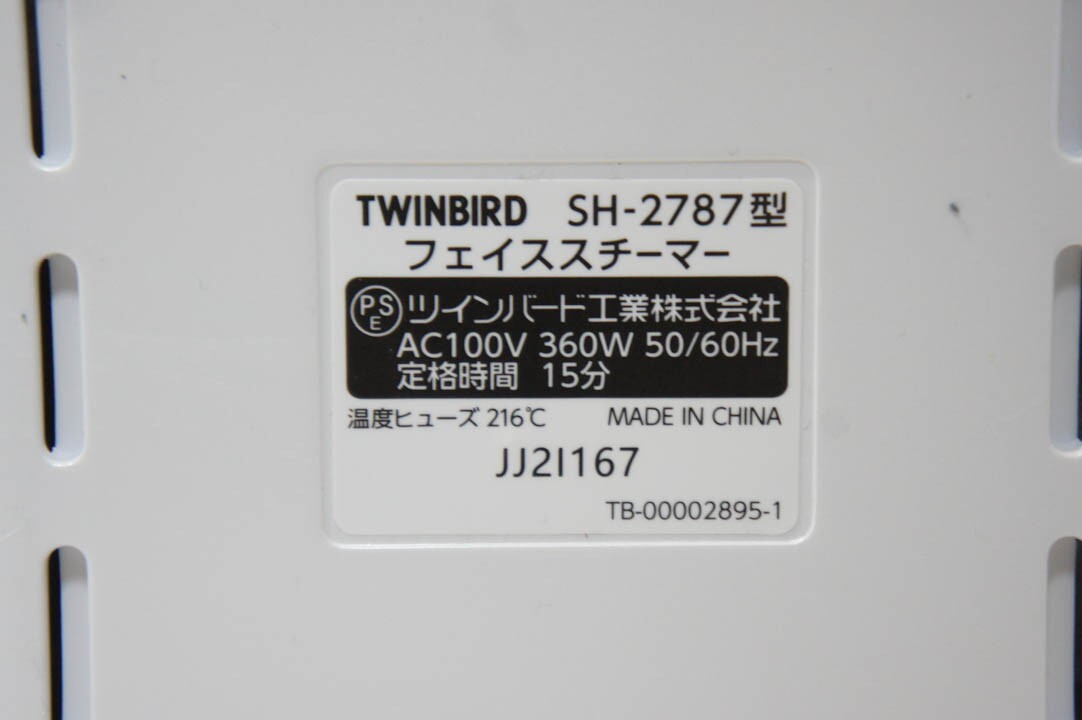 TWINBIRD SH-2787型
フェイススチーマー
PSE ツインバード工業株式会社
AC100V 360W 50/60Hz
定格時間 15分
温度ヒューズ 216℃ MADE IN CHINA
JJ2I167
TB-00002895-1